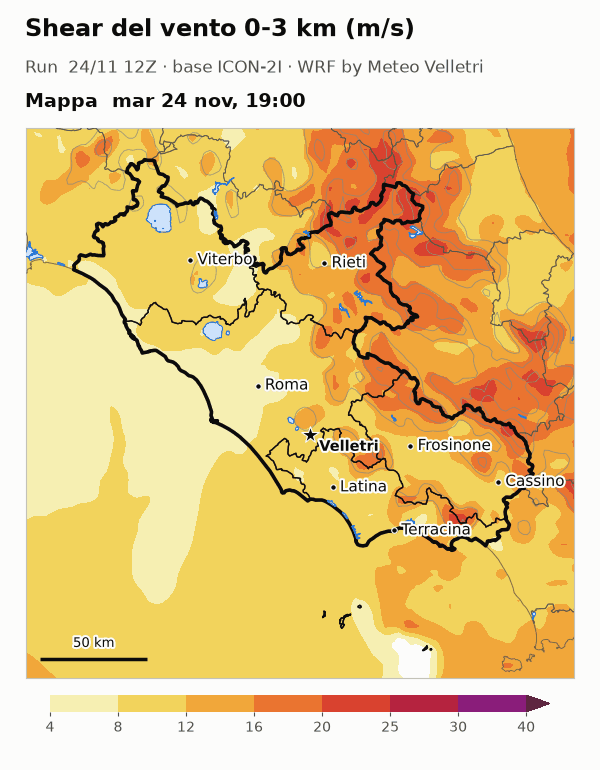 Shear del vento 0-3 km (m/s)
Run  24/11 12Z · base ICON-2I · WRF by Meteo Velletri
Mappa  mar 24 nov, 19:00
Viterbo
Rieti
Roma
Velletri
Frosinone
Cassino
Latina
Terracina
50 km
4 8 12 16 20 25 30 40